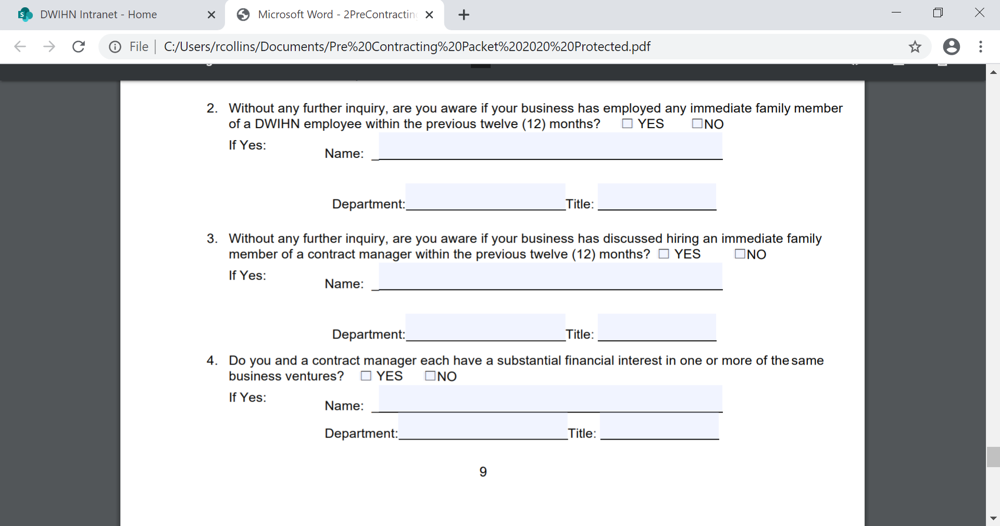 DWIHN Intranet - Home
Microsoft Word - 2PreContractin
File
C:/Users/rcollins/Documents/Pre%20Contracting%20Packet%202020%20Protected.pdf
2. Without any further inquiry, are you aware if your business has employed any immediate family member
of a DWIHN employee within the previous twelve (12) months? YES NO
If Yes:
Name:
Department: Title:
3. Without any further inquiry, are you aware if your business has discussed hiring an immediate family
member of a contract manager within the previous twelve (12) months? YES NO
If Yes:
Name:
Department: Title:
4. Do you and a contract manager each have a substantial financial interest in one or more of the same
business ventures? YES NO
If Yes:
Name:
Department: Title:
9